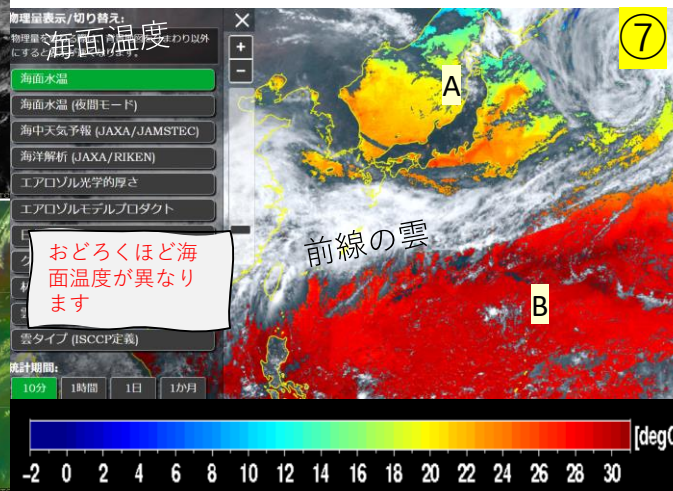 物理量表示/切り替え:
海面温度
にすると
海面水温
海面水温 (夜間モード)
海中天気予報 (JAXA/JAMSTEC)
海洋解析 (JAXA/RIKEN)
エアロゾル光学的厚さ
エアロゾルモデルプロダクト
おどろくほど海
面温度が異なり
ます
雲タイプ (ISCCP定義)
統計期間:
10分 1時間 1日 1か月
+
−
⑦
A
前線の雲
B
[degC
-2 0 2 4 6 8 10 12 14 16 18 20 22 24 26 28 30